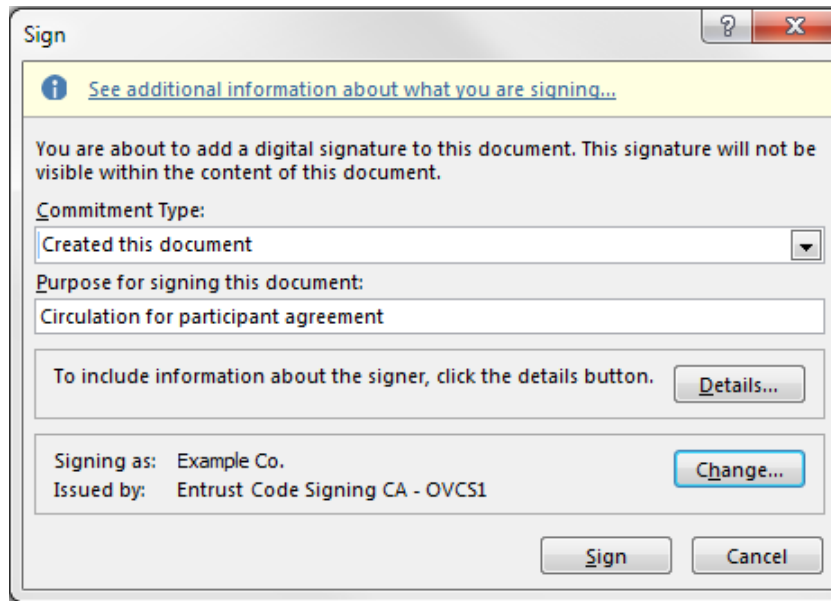 Sign
?
See additional information about what you are signing...
You are about to add a digital signature to this document. This signature will not be
visible within the content of this document.
Commitment Type:
Created this document
Purpose for signing this document:
Circulation for participant agreement
To include information about the signer, click the details button. Details...
Signing as: Example Co.
Change...
Issued by: Entrust Code Signing CA - OVCS1
Sign Cancel